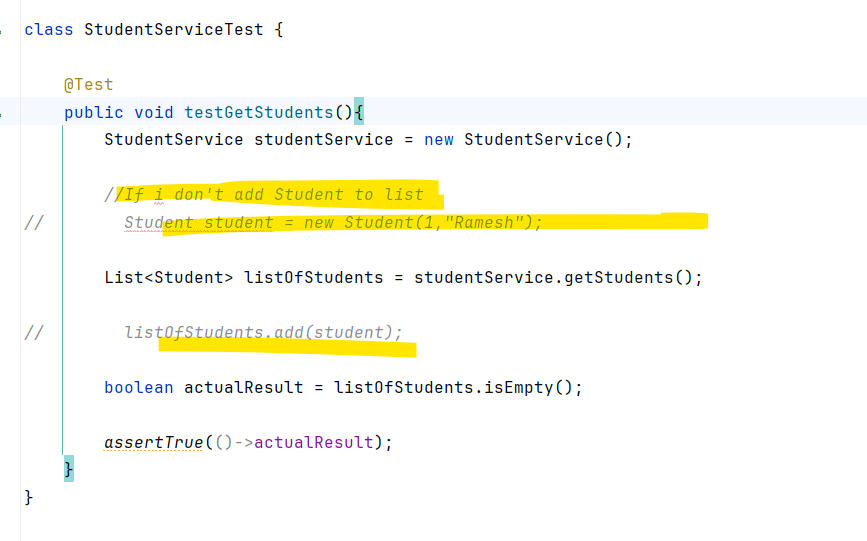 class StudentServiceTest {
@Test
public void testGetStudents(){
StudentService studentService = new StudentService();
//If i don't add Student to list
// Student student = new Student(1,"Ramesh");
List<Student> listOfStudents = studentService.getStudents();
// listOfStudents.add(student);
boolean actualResult = listOfStudents.isEmpty();
assertTrue(()->actualResult);
}
}